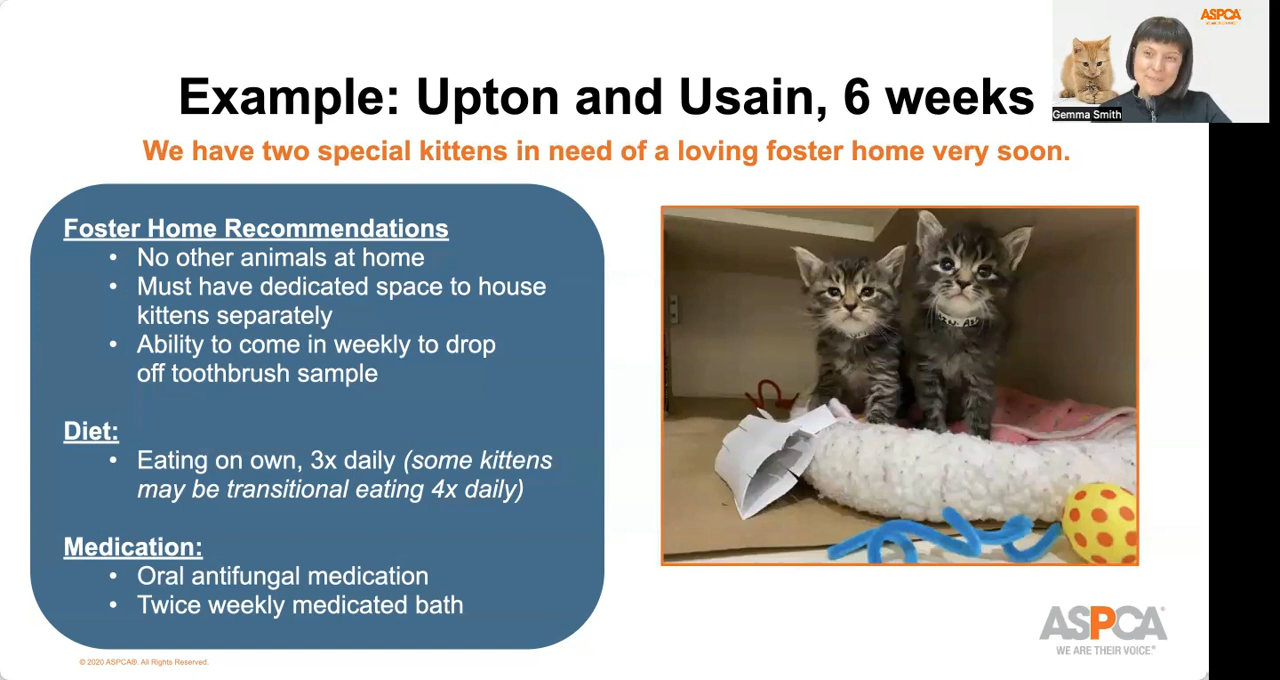 ASPCA
Gemma Smith
Example: Upton and Usain, 6 weeks
We have two special kittens in need of a loving foster home very soon.
Foster Home Recommendations
• No other animals at home
• Must have dedicated space to house
kittens separately
• Ability to come in weekly to drop
off toothbrush sample
Diet:
• Eating on own, 3x daily (some kittens
may be transitional eating 4x daily)
Medication:
• Oral antifungal medication
• Twice weekly medicated bath
ASPCA®
WE ARE THEIR VOICE®
© 2020 ASPCA®. All Rights Reserved.